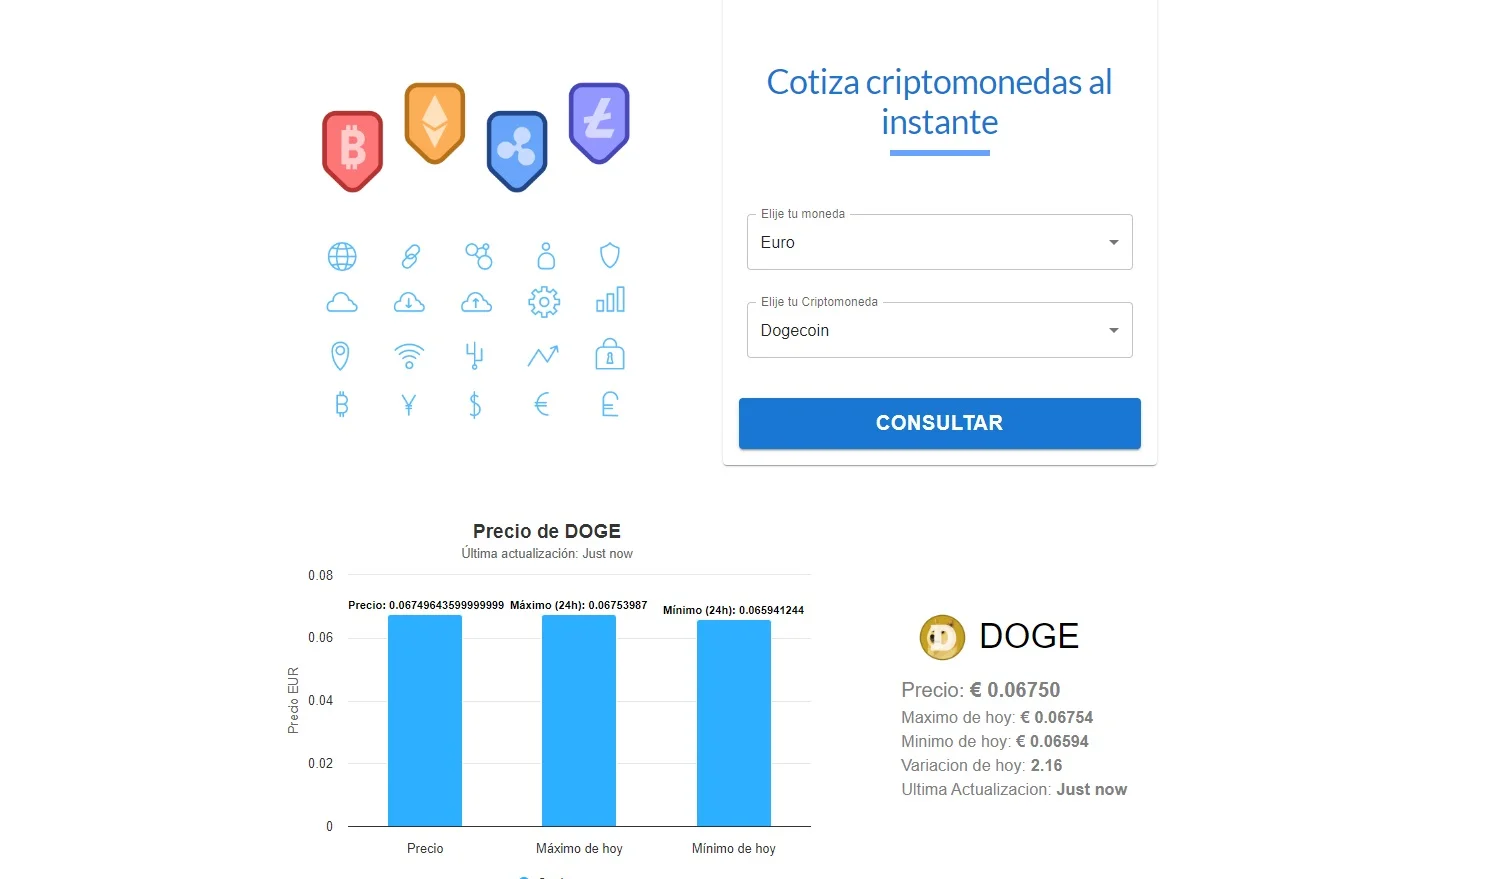 Cotiza criptomonedas al
instante
Elije tu moneda
Euro
Elije tu Criptomoneda
Dogecoin
CONSULTAR
Precio de DOGE
Última actualización: Just now
0.08
0.06
0.04
0.02
0
Precio EUR
Precio: 0.06749643599999999
Máximo (24h): 0.06753987
Mínimo (24h): 0.065941244
Precio
Máximo de hoy
Mínimo de hoy
DOGE
Precio: € 0.06750
Maximo de hoy: € 0.06754
Minimo de hoy: € 0.06594
Variacion de hoy: 2.16
Ultima Actualizacion: Just now